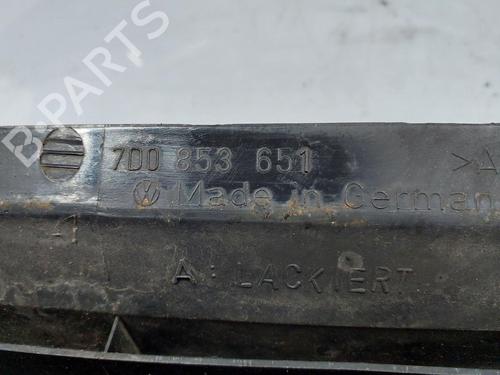 B-PARTS
7D0 853 651 >A
Made in German
A: LACKIERT